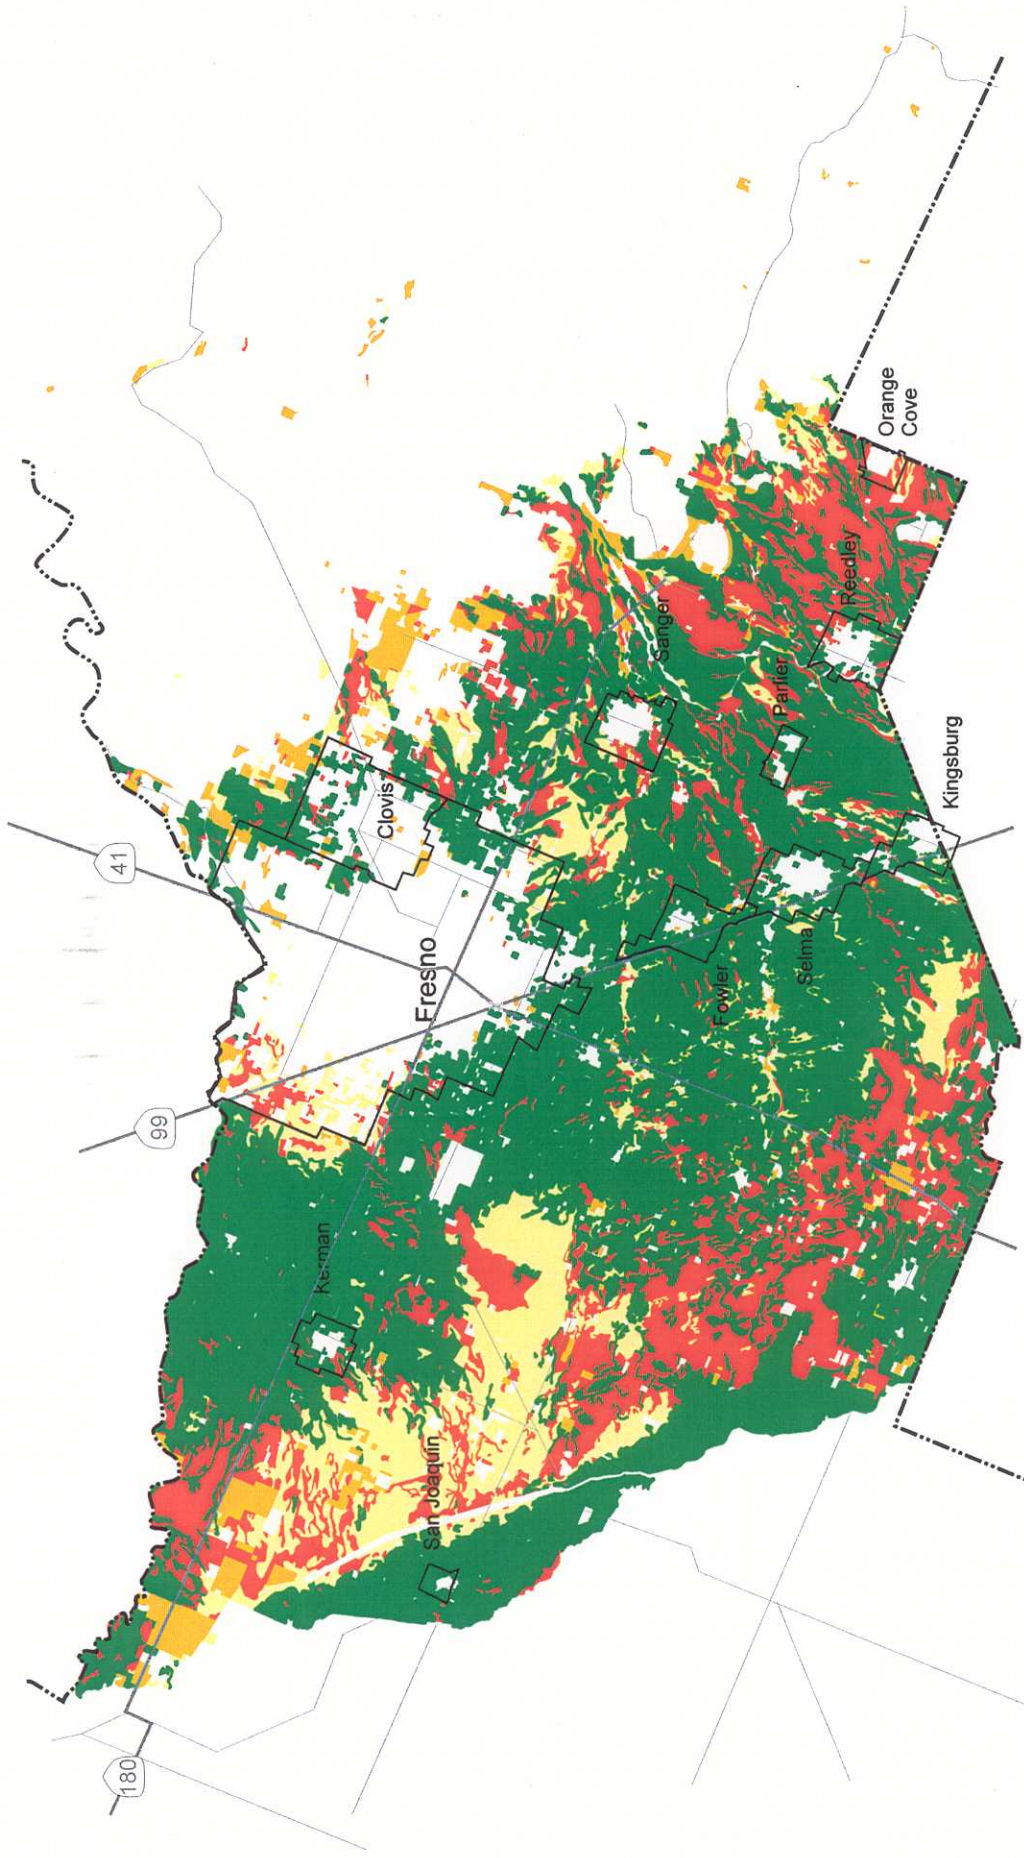 41
99
180
Clovis
Fresno
Kerman
San Joaquin
Sanger
Parlier
Reedley
Orange
Cove
Kingsburg
Selma
Fowler